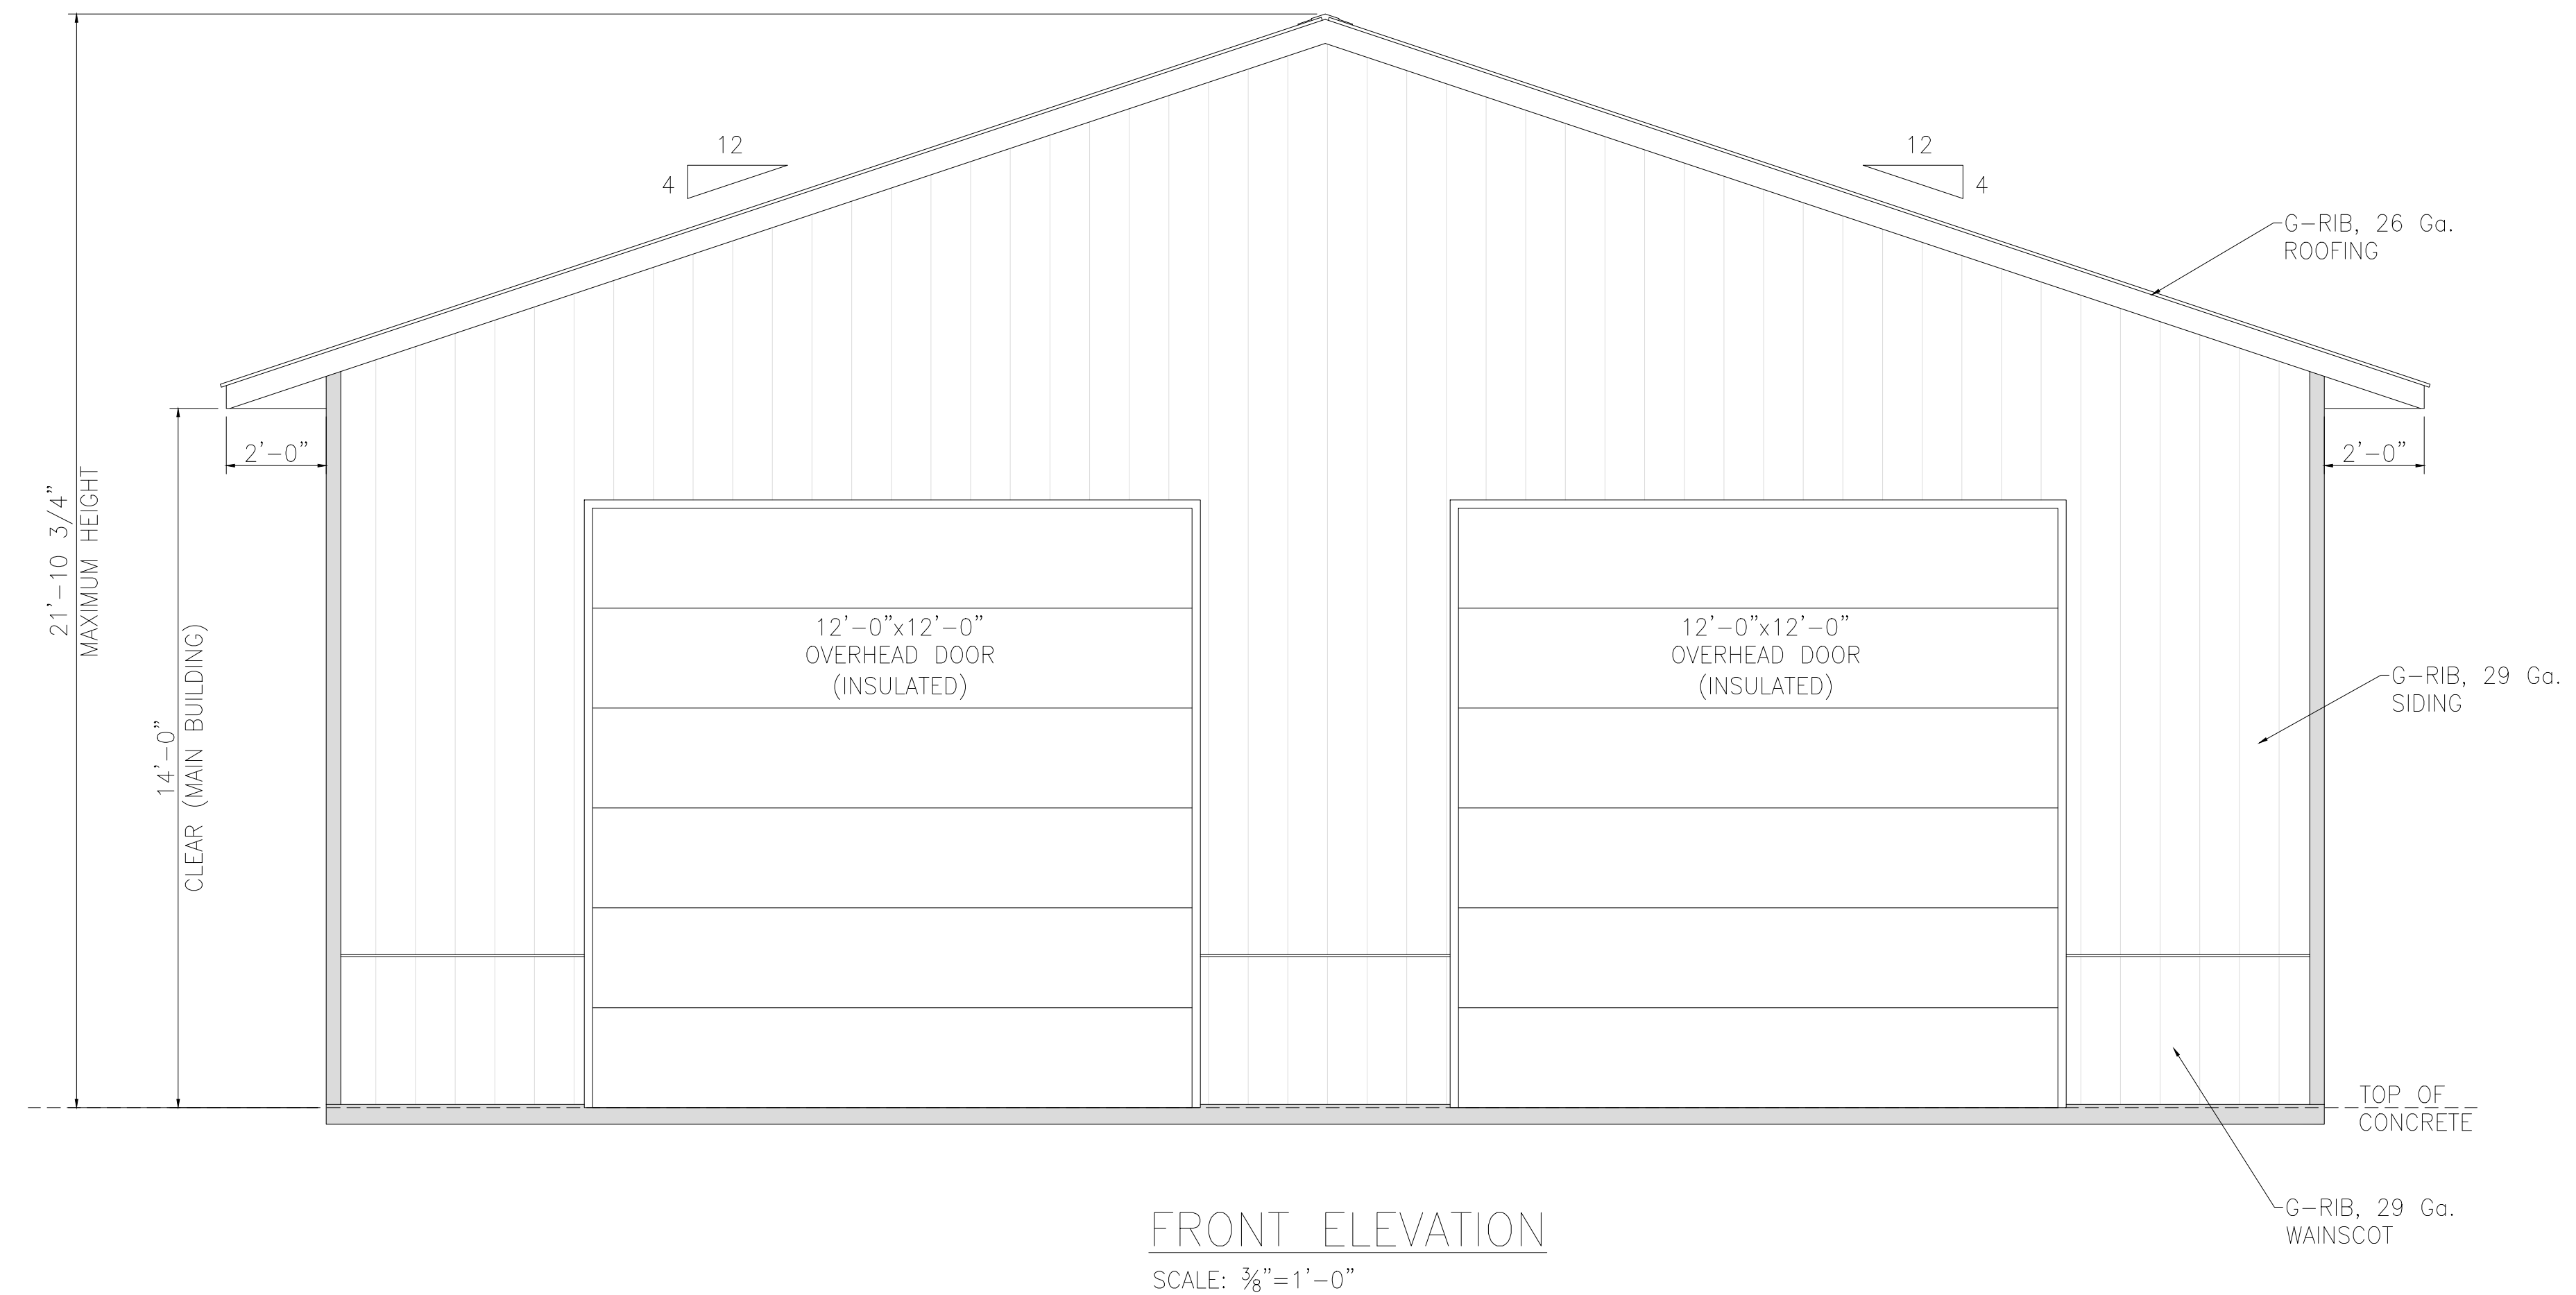 12
4
12
4
G-RIB, 26 Ga.
ROOFING
2'-0"
2'-0"
21'-10 3/4"
MAXIMUM HEIGHT
14'-0"
CLEAR (MAIN BUILDING)
12'-0"x12'-0"
OVERHEAD DOOR
(INSULATED)
12'-0"x12'-0"
OVERHEAD DOOR
(INSULATED)
G-RIB, 29 Ga.
SIDING
TOP OF
CONCRETE
G-RIB, 29 Ga.
WAINSCOT
FRONT ELEVATION
SCALE: ⅜"=1'-0"